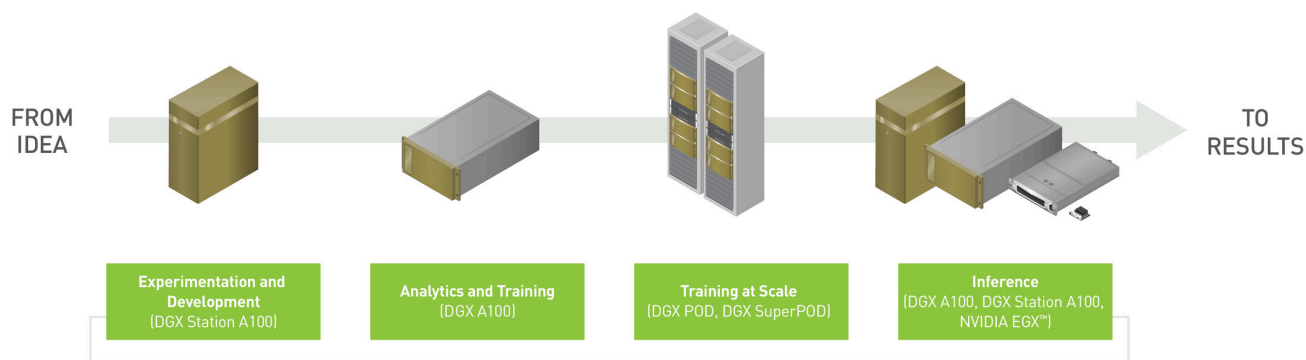 FROM
IDEA
TO
RESULTS
Experimentation and
Development
(DGX Station A100)
Analytics and Training
(DGX A100)
Training at Scale
(DGX POD, DGX SuperPOD)
Inference
(DGX A100, DGX Station A100,
NVIDIA EGX™)